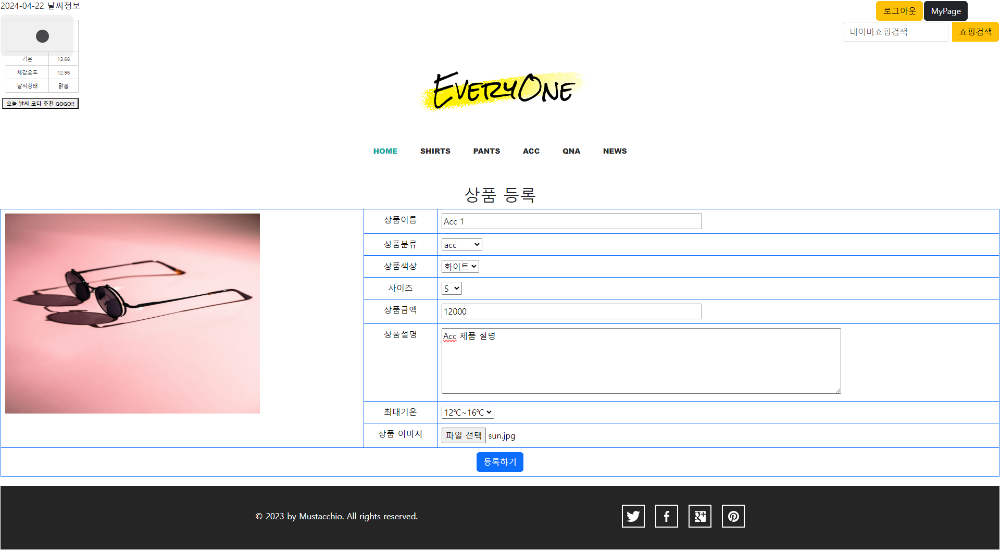 2024-04-22 날씨정보
로그아웃 MyPage
네이버쇼핑검색 쇼핑검색
기온 13.66
체감온도 12.96
날씨상태 맑음
오늘 날씨 코디 추천 GOGO!!
EveryOne
HOME SHIRTS PANTS ACC QNA NEWS
상품 등록
상품이름 Acc 1
상품분류 acc
상품색상 화이트
사이즈 S
상품금액 12000
상품설명 Acc 제품 설명
최대기온 12℃~16℃
상품 이미지 파일 선택 sun.jpg
등록하기
© 2023 by Mustacchio. All rights reserved.